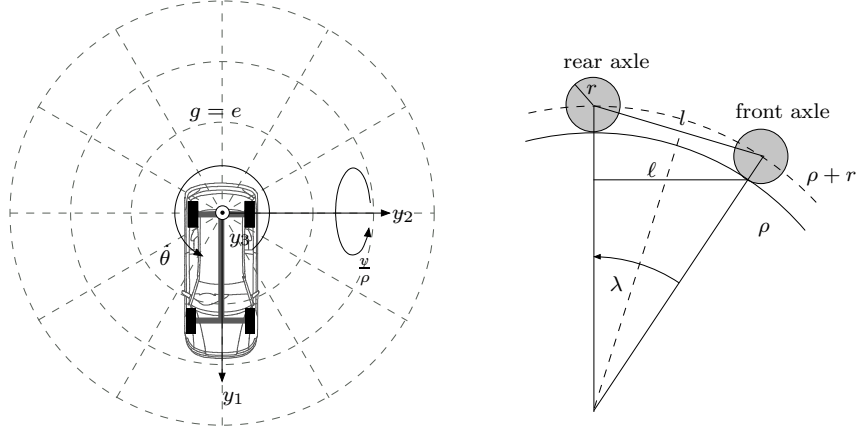 g = e
y₂
y₃
θ̇
v/ρ
y₁
rear axle
r
front axle
l
ρ + r
ℓ
ρ
λ